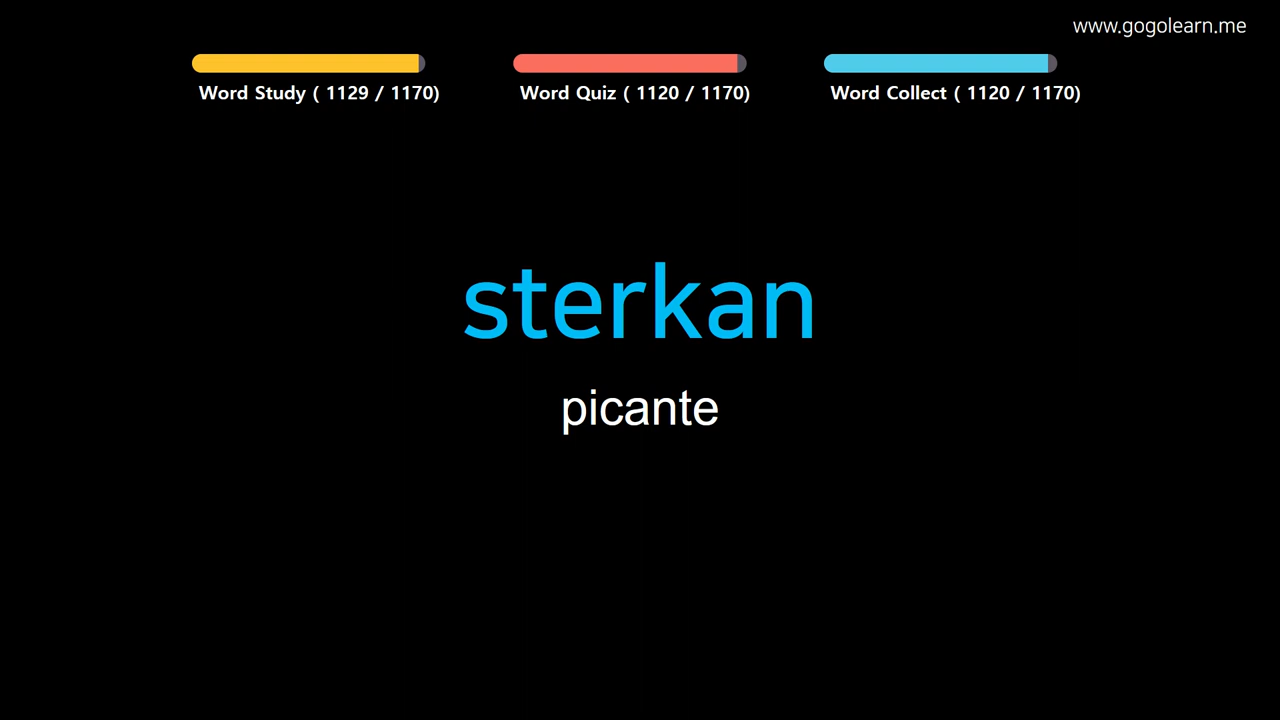 www.gogolearn.me
Word Study ( 1129 / 1170)
Word Quiz ( 1120 / 1170)
Word Collect ( 1120 / 1170)
sterkan
picante